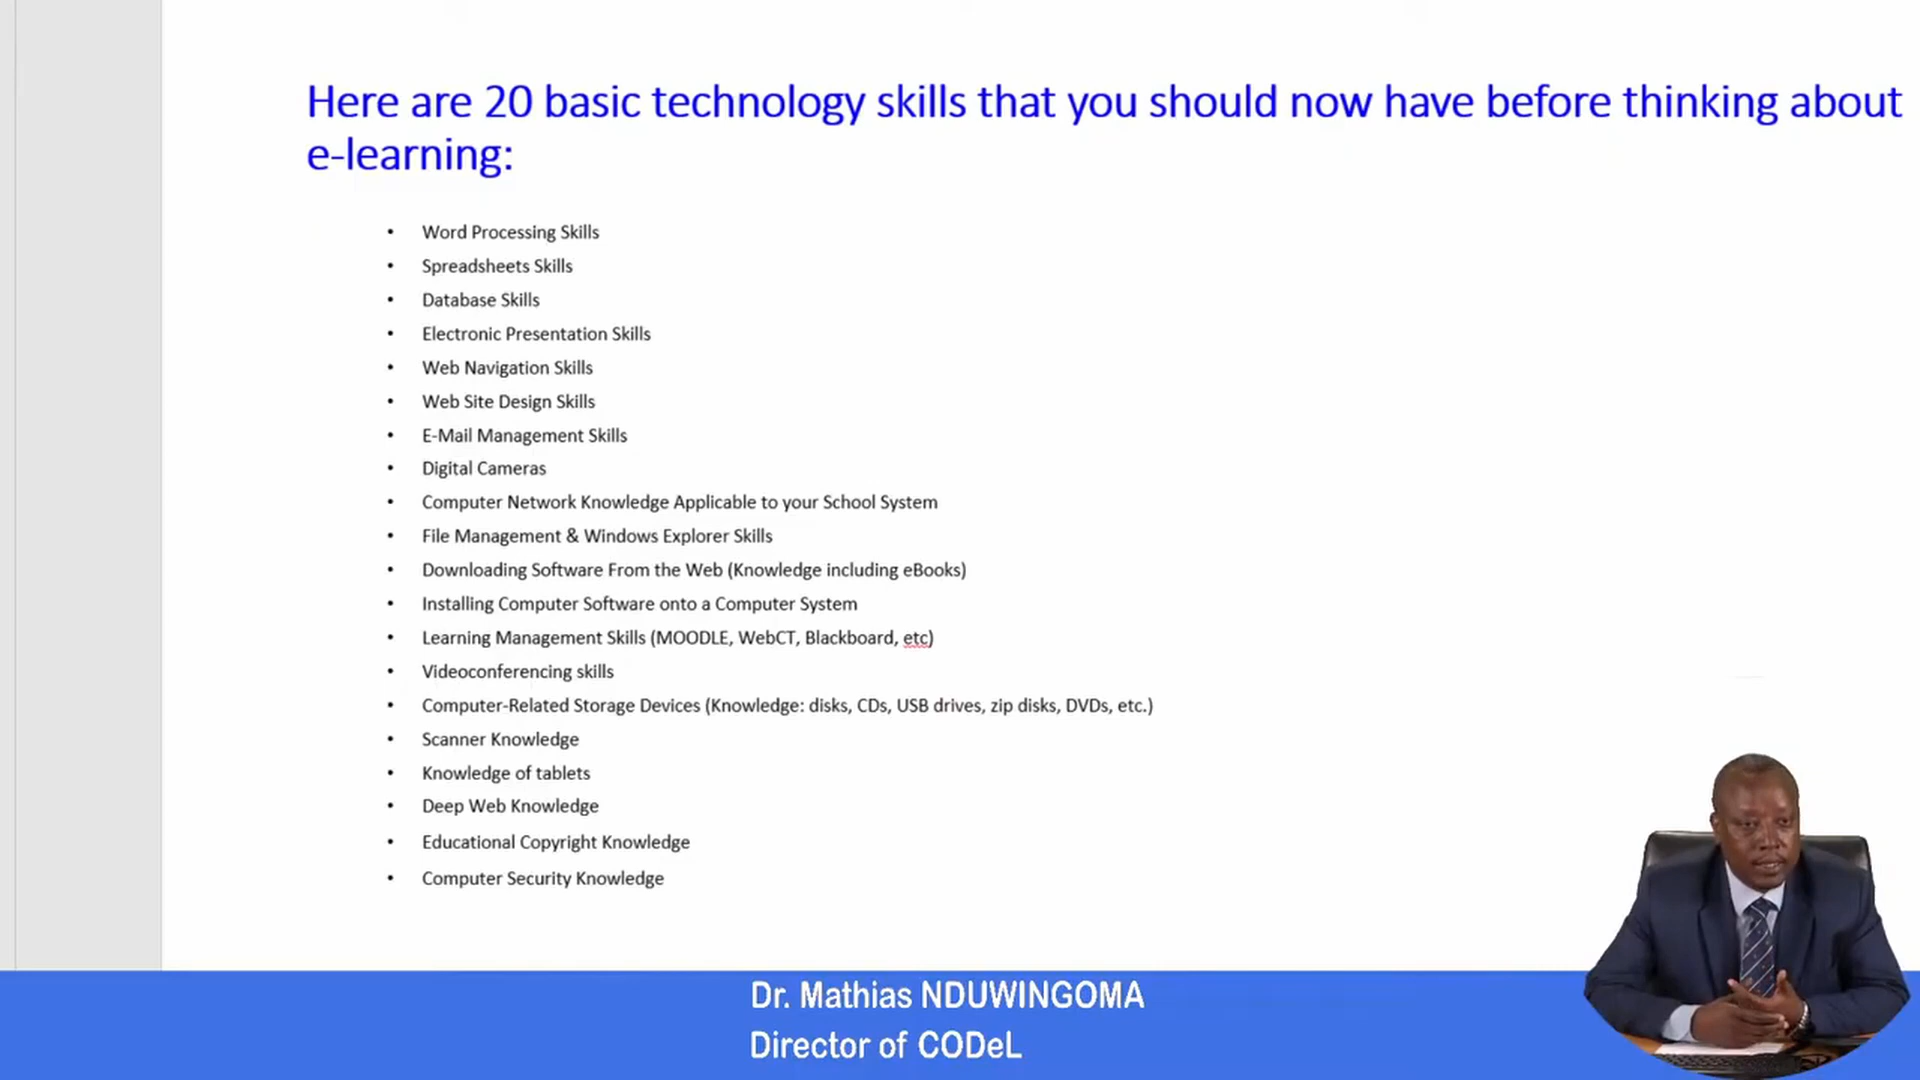 Here are 20 basic technology skills that you should now have before thinking about
e-learning:
• Word Processing Skills
• Spreadsheets Skills
• Database Skills
• Electronic Presentation Skills
• Web Navigation Skills
• Web Site Design Skills
• E-Mail Management Skills
• Digital Cameras
• Computer Network Knowledge Applicable to your School System
• File Management & Windows Explorer Skills
• Downloading Software From the Web (Knowledge including eBooks)
• Installing Computer Software onto a Computer System
• Learning Management Skills (MOODLE, WebCT, Blackboard, etc)
• Videoconferencing skills
• Computer-Related Storage Devices (Knowledge: disks, CDs, USB drives, zip disks, DVDs, etc.)
• Scanner Knowledge
• Knowledge of tablets
• Deep Web Knowledge
• Educational Copyright Knowledge
• Computer Security Knowledge
Dr. Mathias NDUWINGOMA
Director of CODeL